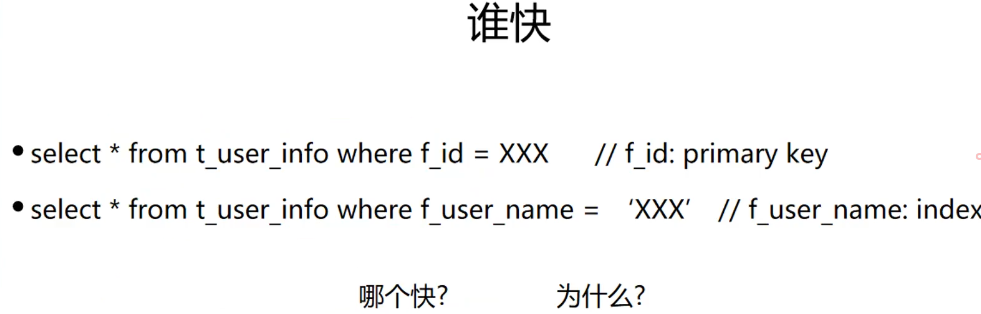 谁快
• select * from t_user_info where f_id = XXX // f_id: primary key
• select * from t_user_info where f_user_name = ‘XXX’ // f_user_name: index
哪个快? 为什么?